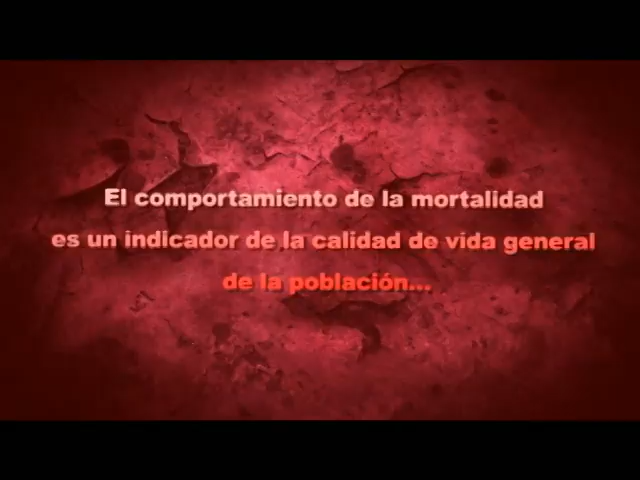 El comportamiento de la mortalidad
es un indicador de la calidad de vida general
de la población...